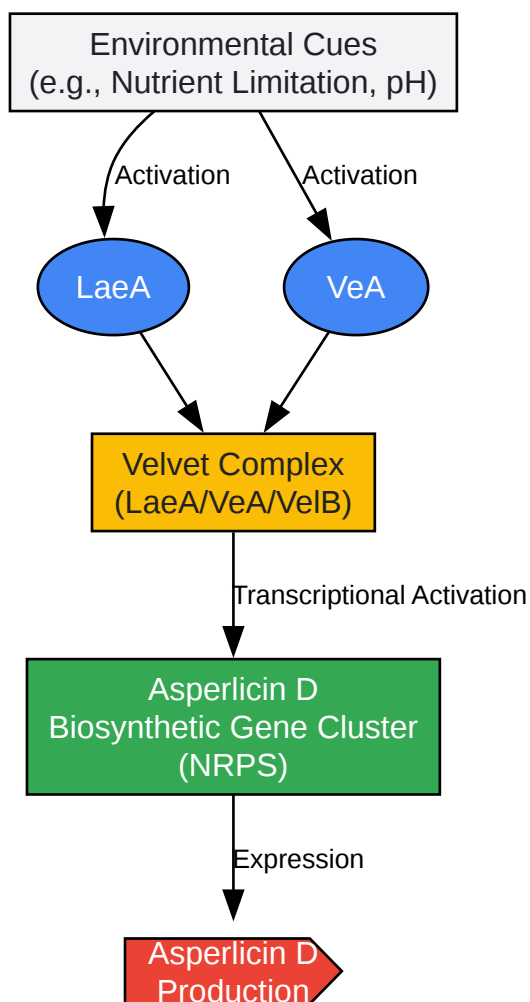 Environmental Cues
(e.g., Nutrient Limitation, pH)
Activation
Activation
LaeA
VeA
Velvet Complex
(LaeA/VeA/VelB)
Transcriptional Activation
Asperlicin D
Biosynthetic Gene Cluster
(NRPS)
Expression
Asperlicin D
Production